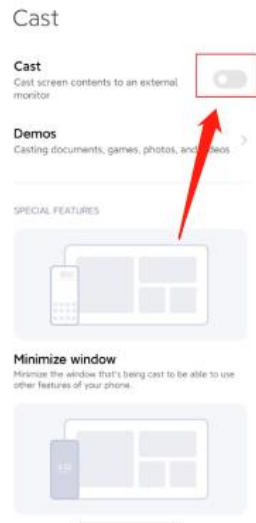 Cast
Cast
Cast screen contents to an external
monitor
Demos
Casting documents, games, photos, and
SPECIAL FEATURES
Minimize window
Minimize the window that's being cast to be able to use
other features of your phone.